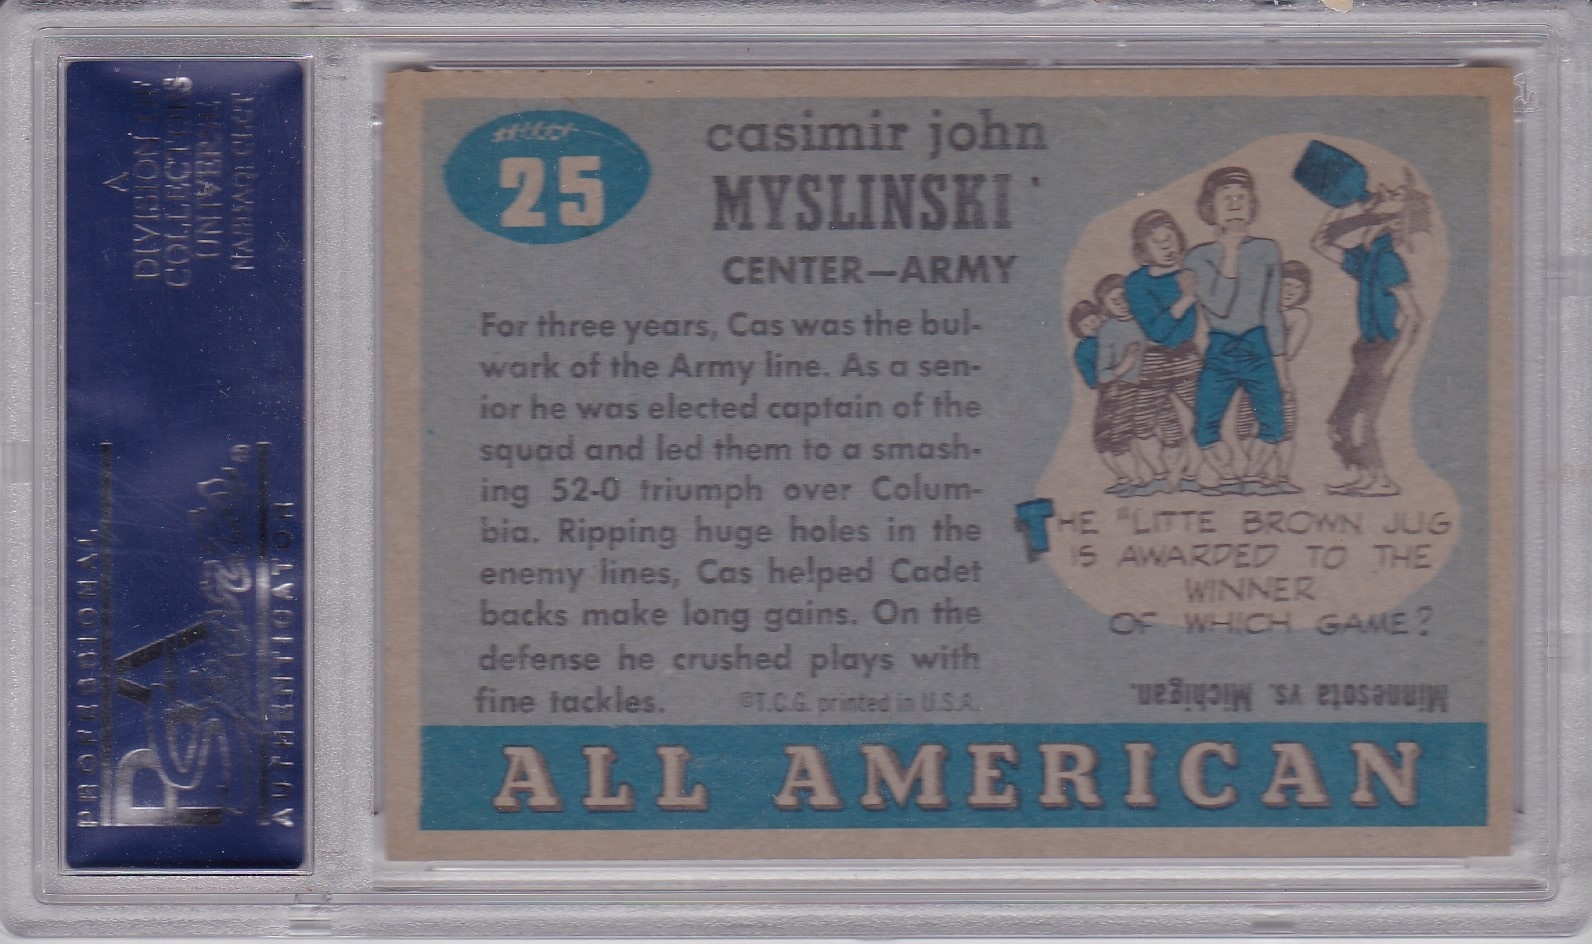 A
DIVISION OF
COLLECTORS
UNIVERSE
NASDAQ: CLCT
PROFESSIONAL
PSA
AUTHENTICATOR
25
casimir john
MYSLINSKI
CENTER—ARMY
For three years, Cas was the bul-
wark of the Army line. As a sen-
ior he was elected captain of the
squad and led them to a smash-
ing 52-0 triumph over Colum-
bia. Ripping huge holes in the
enemy lines, Cas helped Cadet
backs make long gains. On the
defense he crushed plays with
fine tackles.
©T.C.G. printed in U.S.A.
THE "LITTE BROWN JUG
IS AWARDED TO THE
WINNER
OF WHICH GAME?
Minnesota vs. Michigan.
ALL AMERICAN